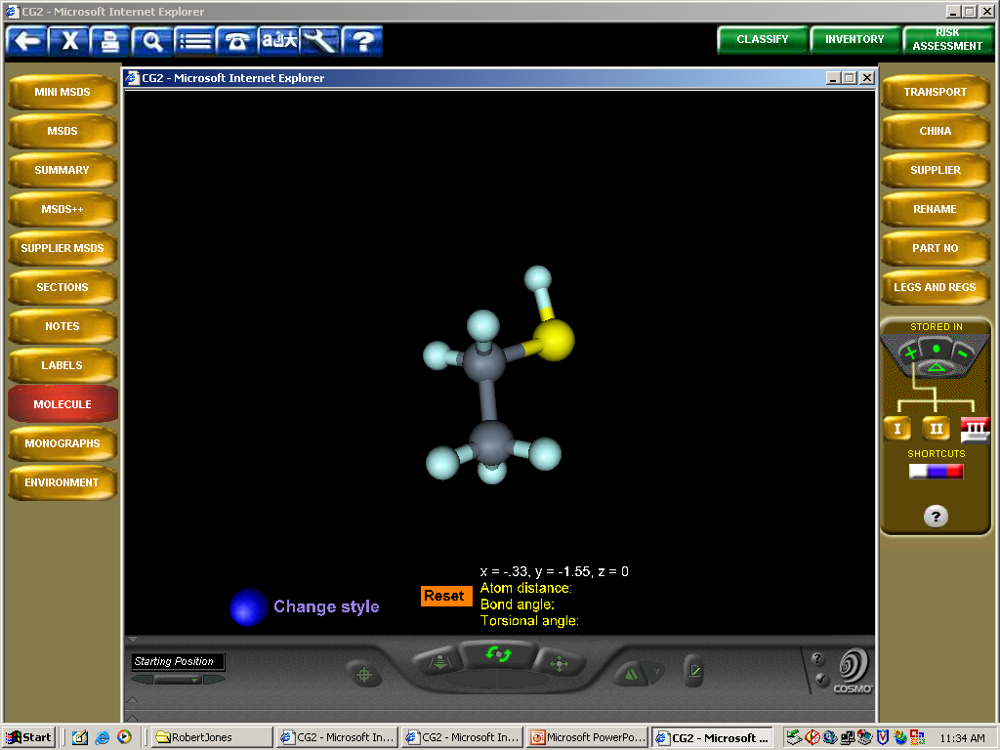 CG2 - Microsoft Internet Explorer
X
a
?
CLASSIFY
INVENTORY
RISK
ASSESSMENT
CG2 - Microsoft Internet Explorer
MINI MSDS
MSDS
SUMMARY
MSDS++
SUPPLIER MSDS
SECTIONS
NOTES
LABELS
MOLECULE
MONOGRAPHS
ENVIRONMENT
TRANSPORT
CHINA
SUPPLIER
RENAME
PART NO
LEGS AND REGS
STORED IN
I
II
III
SHORTCUTS
?
x = -.33, y = -1.55, z = 0
Reset
Atom distance:
Bond angle:
Torsional angle:
Change style
Starting Position
?
COSMO
Start
RobertJones
CG2 - Microsoft In...
CG2 - Microsoft In...
Microsoft PowerPo...
CG2 - Microsoft ...
11:34 AM